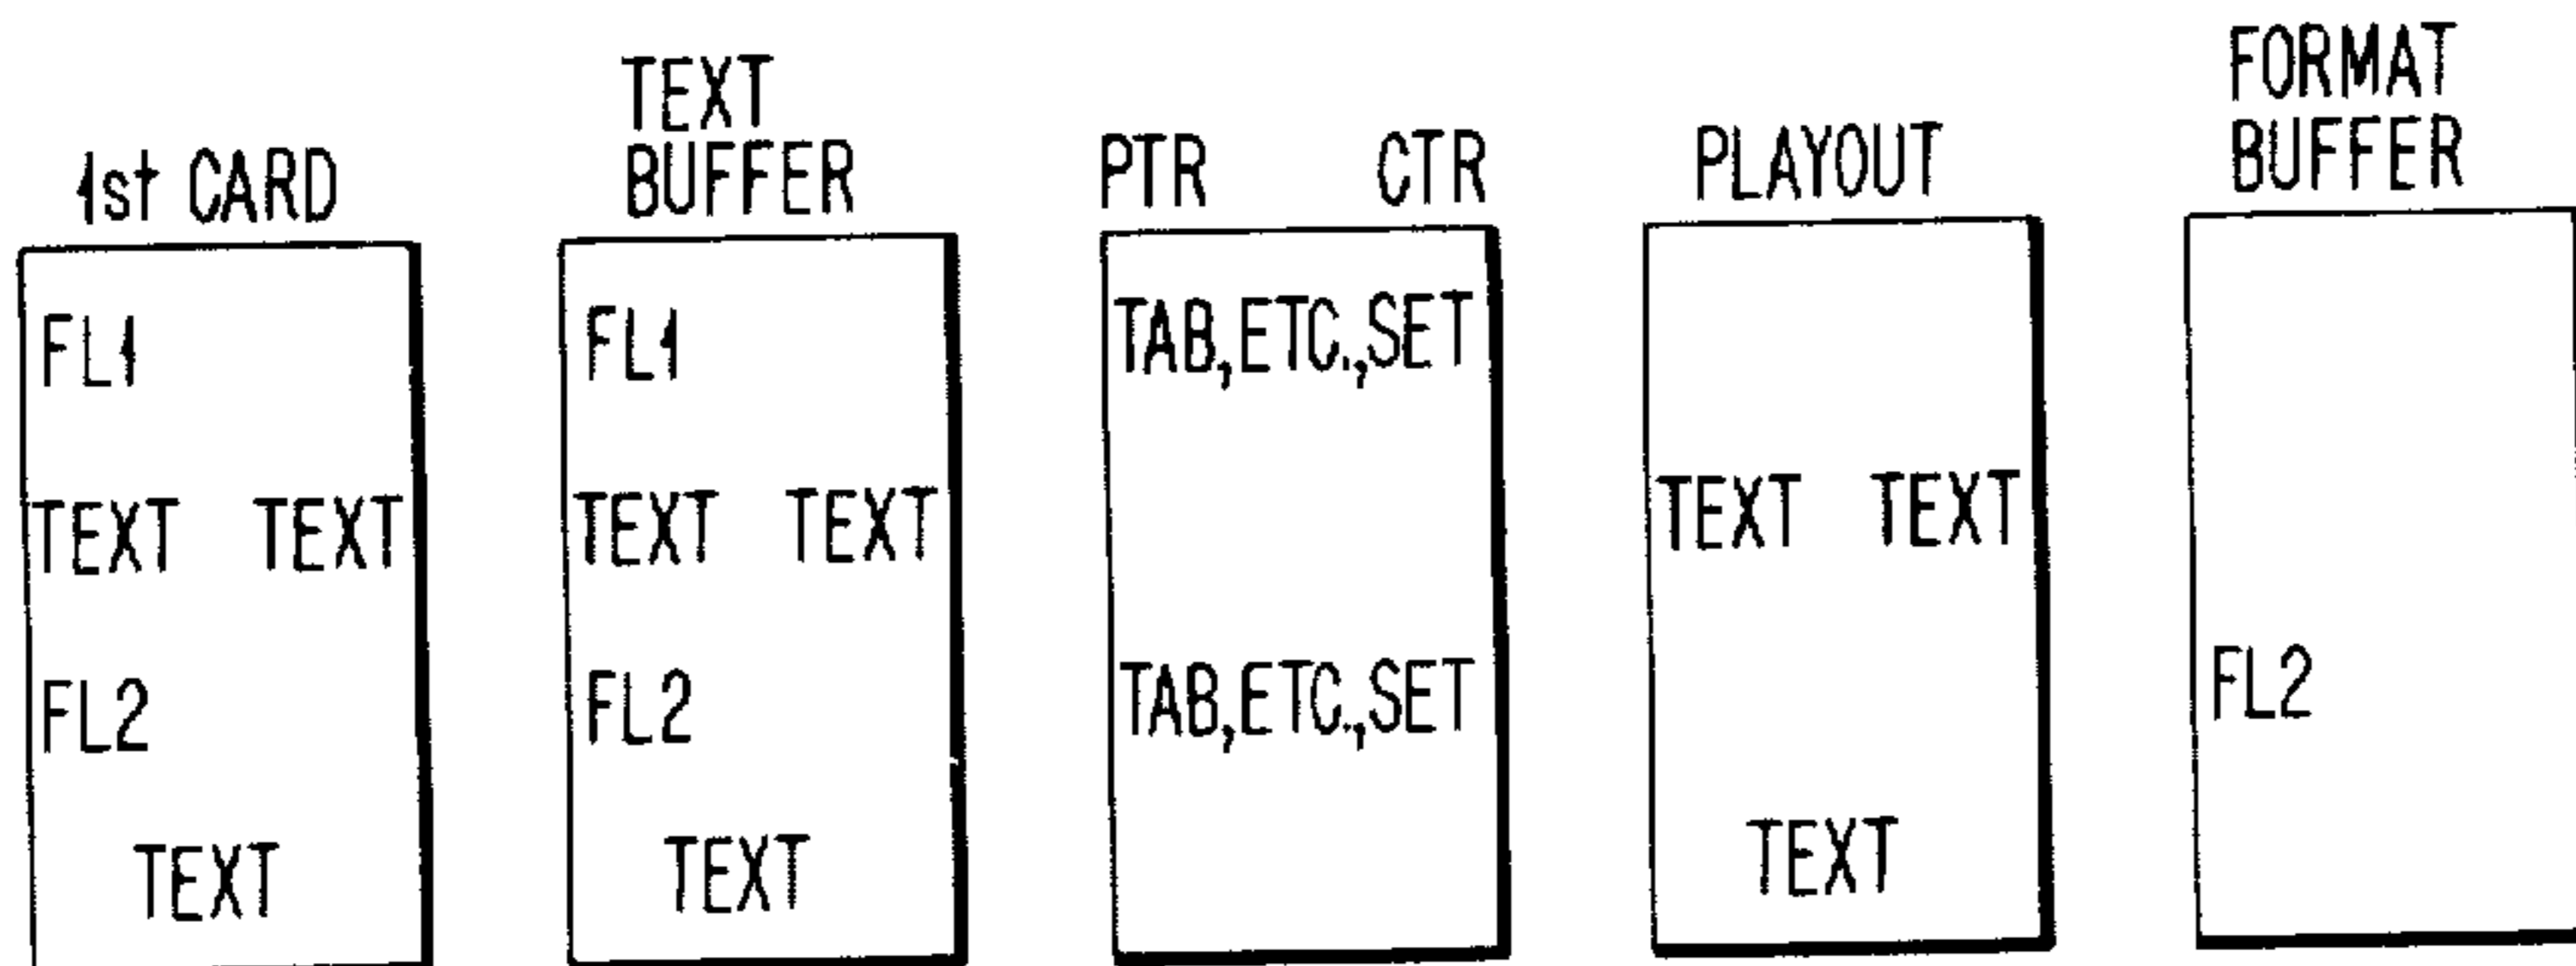 1st CARD
FL1
TEXT TEXT
FL2
TEXT
TEXT
BUFFER
FL1
TEXT TEXT
FL2
TEXT
PTR CTR
TAB,ETC.,SET
TAB,ETC.,SET
PLAYOUT
TEXT TEXT
TEXT
FORMAT
BUFFER
FL2